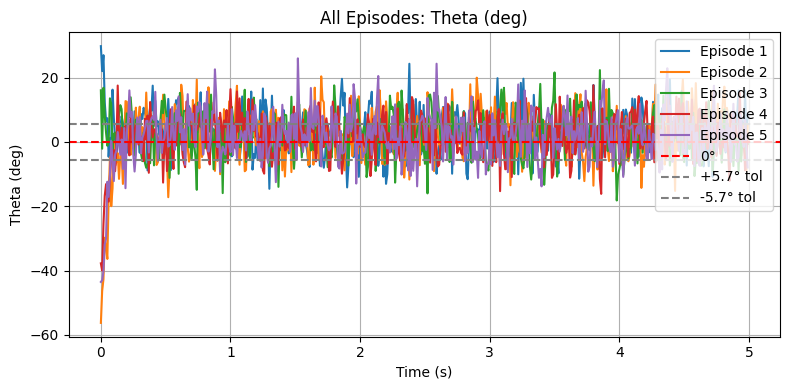 All Episodes: Theta (deg)
Theta (deg)
20
0
−20
−40
−60
0
1
2
3
4
5
Time (s)
Episode 1
Episode 2
Episode 3
Episode 4
Episode 5
0°
+5.7° tol
-5.7° tol